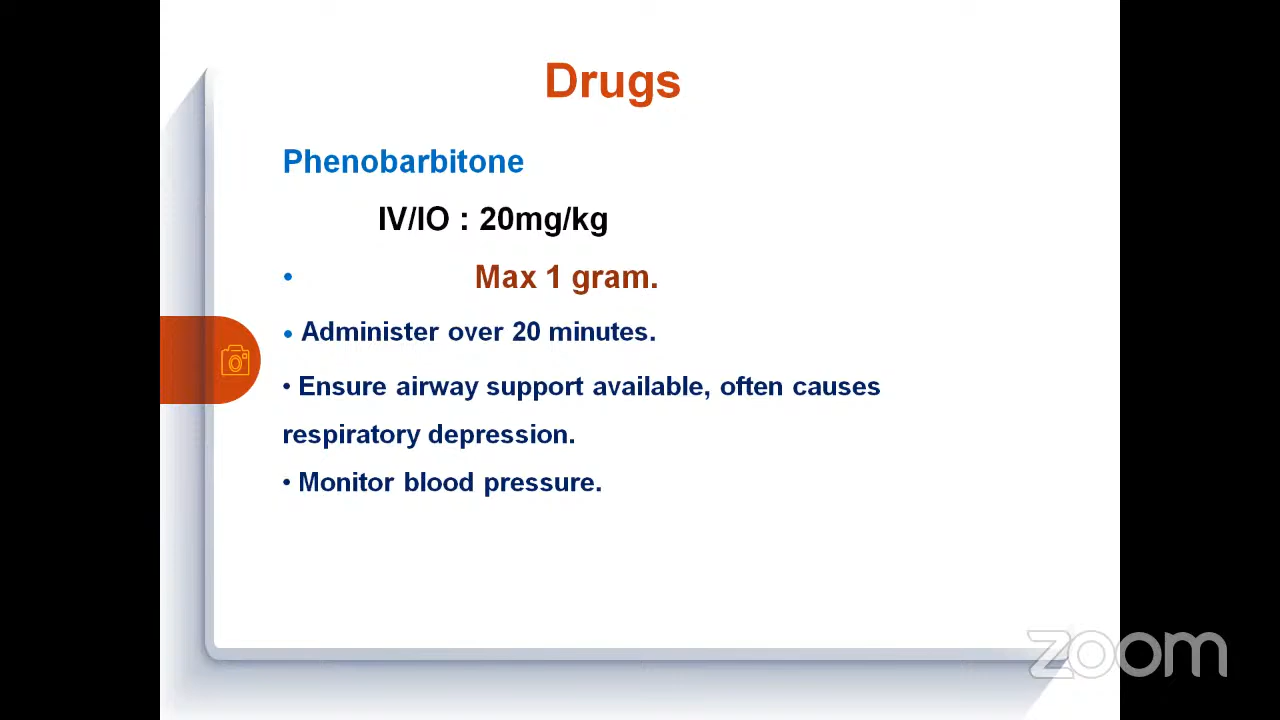 Drugs
Phenobarbitone
IV/IO : 20mg/kg
• Max 1 gram.
• Administer over 20 minutes.
• Ensure airway support available, often causes
respiratory depression.
• Monitor blood pressure.
zoom